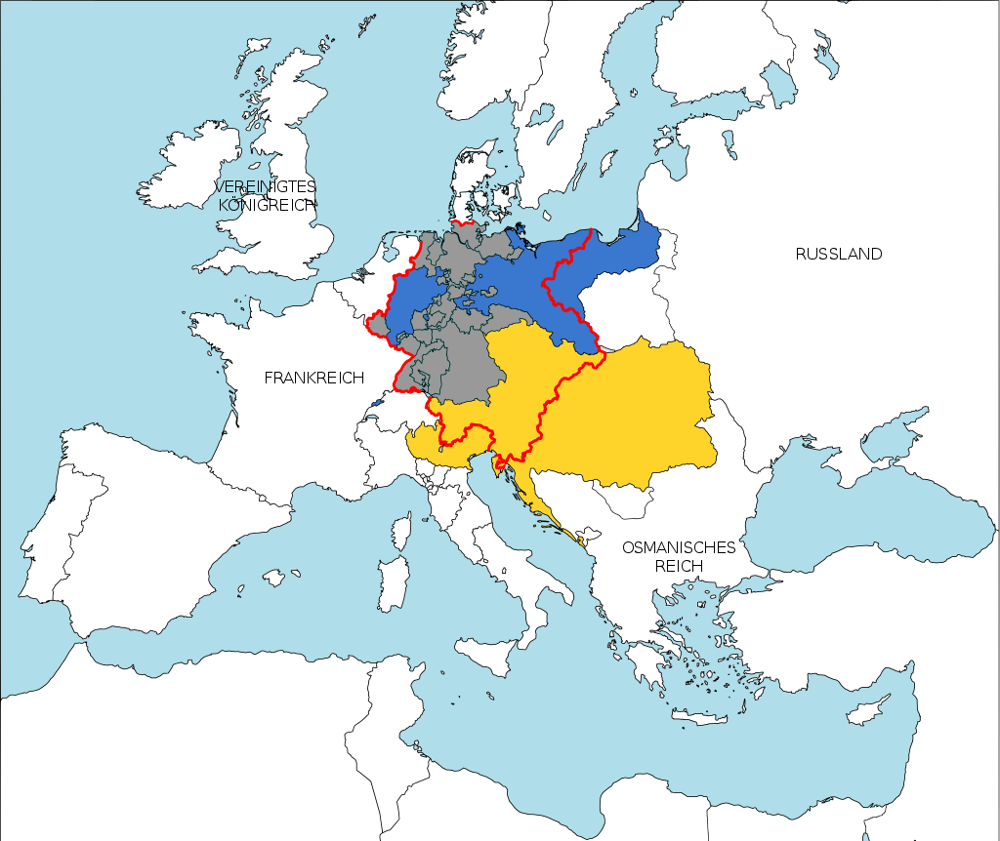 VEREINIGTES
KÖNIGREICH
RUSSLAND
FRANKREICH
OSMANISCHES
REICH